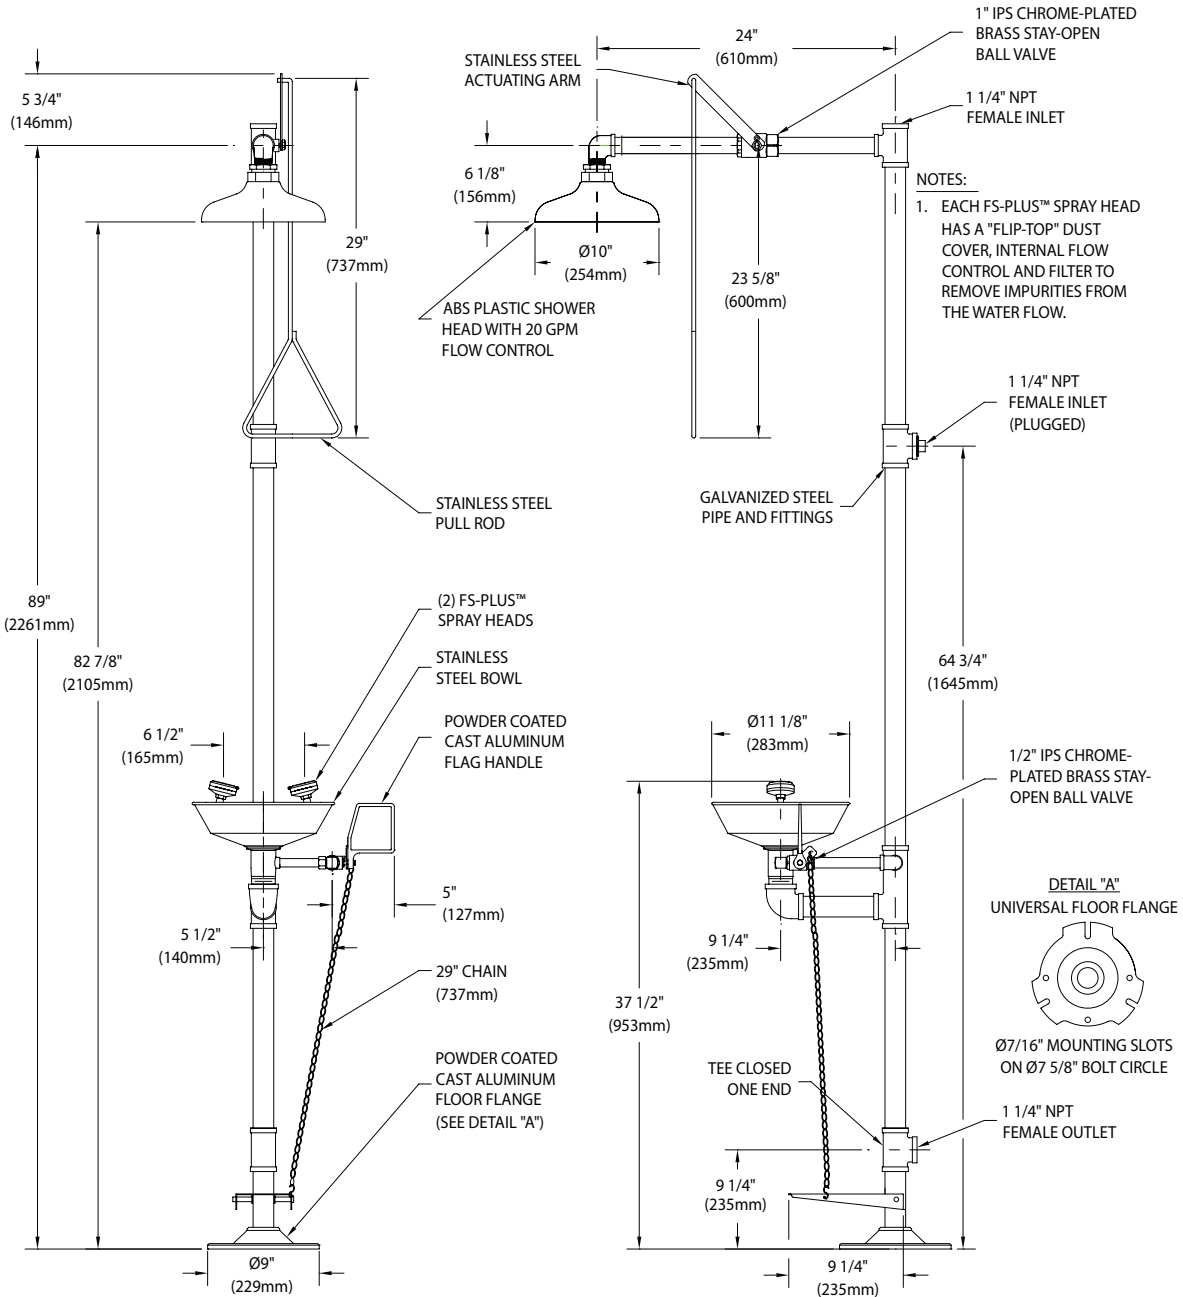 5 3/4"
(146mm)
89"
(2261mm)
82 7/8"
(2105mm)
29"
(737mm)
STAINLESS STEEL
PULL ROD
(2) FS-PLUS™
SPRAY HEADS
STAINLESS
STEEL BOWL
6 1/2"
(165mm)
POWDER COATED
CAST ALUMINUM
FLAG HANDLE
5"
(127mm)
5 1/2"
(140mm)
29" CHAIN
(737mm)
POWDER COATED
CAST ALUMINUM
FLOOR FLANGE
(SEE DETAIL "A")
Ø9"
(229mm)
24"
(610mm)
STAINLESS STEEL
ACTUATING ARM
1" IPS CHROME-PLATED
BRASS STAY-OPEN
BALL VALVE
1 1/4" NPT
FEMALE INLET
6 1/8"
(156mm)
Ø10"
(254mm)
ABS PLASTIC SHOWER
HEAD WITH 20 GPM
FLOW CONTROL
23 5/8"
(600mm)
NOTES:
1. EACH FS-PLUS™ SPRAY HEAD
HAS A "FLIP-TOP" DUST
COVER, INTERNAL FLOW
CONTROL AND FILTER TO
REMOVE IMPURITIES FROM
THE WATER FLOW.
1 1/4" NPT
FEMALE INLET
(PLUGGED)
GALVANIZED STEEL
PIPE AND FITTINGS
64 3/4"
(1645mm)
Ø11 1/8"
(283mm)
1/2" IPS CHROME-
PLATED BRASS STAY-
OPEN BALL VALVE
9 1/4"
(235mm)
37 1/2"
(953mm)
DETAIL "A"
UNIVERSAL FLOOR FLANGE
Ø7/16" MOUNTING SLOTS
ON Ø7 5/8" BOLT CIRCLE
TEE CLOSED
ONE END
1 1/4" NPT
FEMALE OUTLET
9 1/4"
(235mm)
9 1/4"
(235mm)